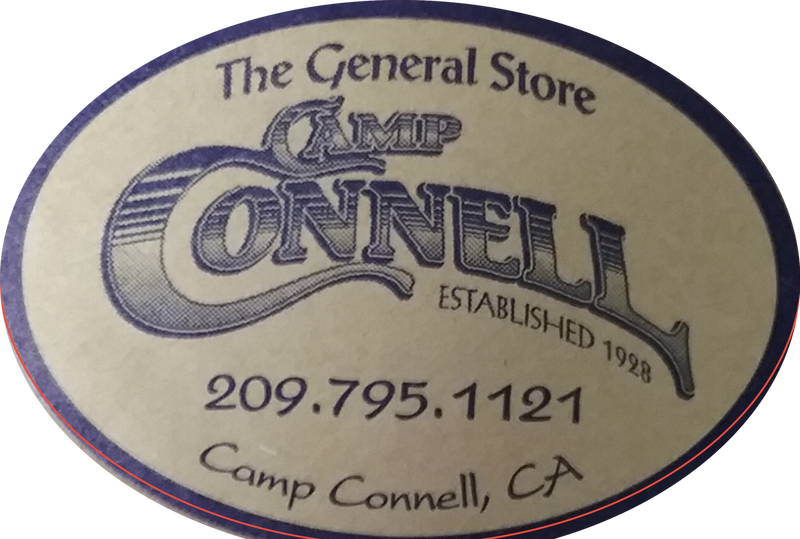 The General Store
CAMP
CONNELL
ESTABLISHED 1928
209.795.1121
Camp Connell, CA